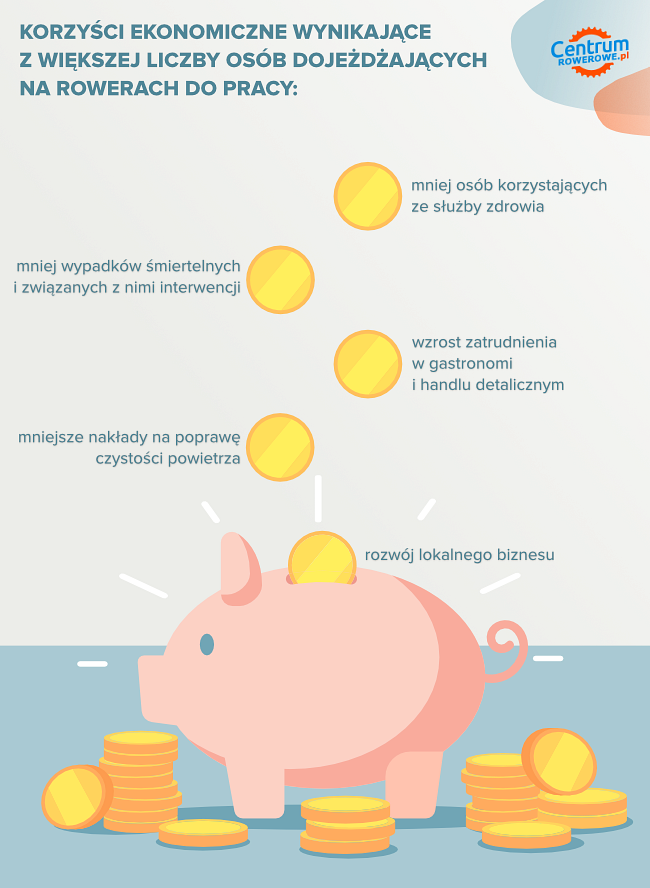 KORZYŚCI EKONOMICZNE WYNIKAJĄCE
Z WIĘKSZEJ LICZBY OSÓB DOJEŻDŻAJĄCYCH
NA ROWERACH DO PRACY:
Centrum
ROWEROWE.pl
mniej osób korzystających
ze służby zdrowia
mniej wypadków śmiertelnych
i związanych z nimi interwencji
wzrost zatrudnienia
w gastronomi
i handlu detalicznym
mniejsze nakłady na poprawę
czystości powietrza
rozwój lokalnego biznesu